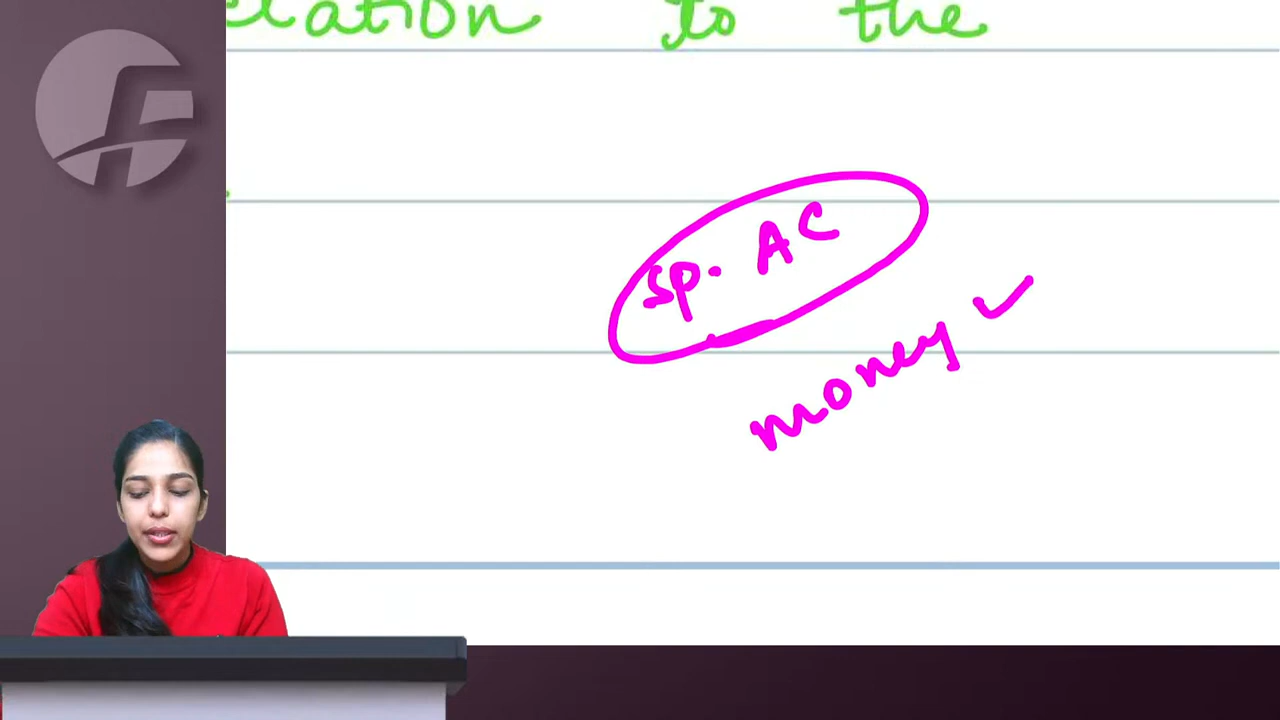 elation to the
Sp. AC
money ✓